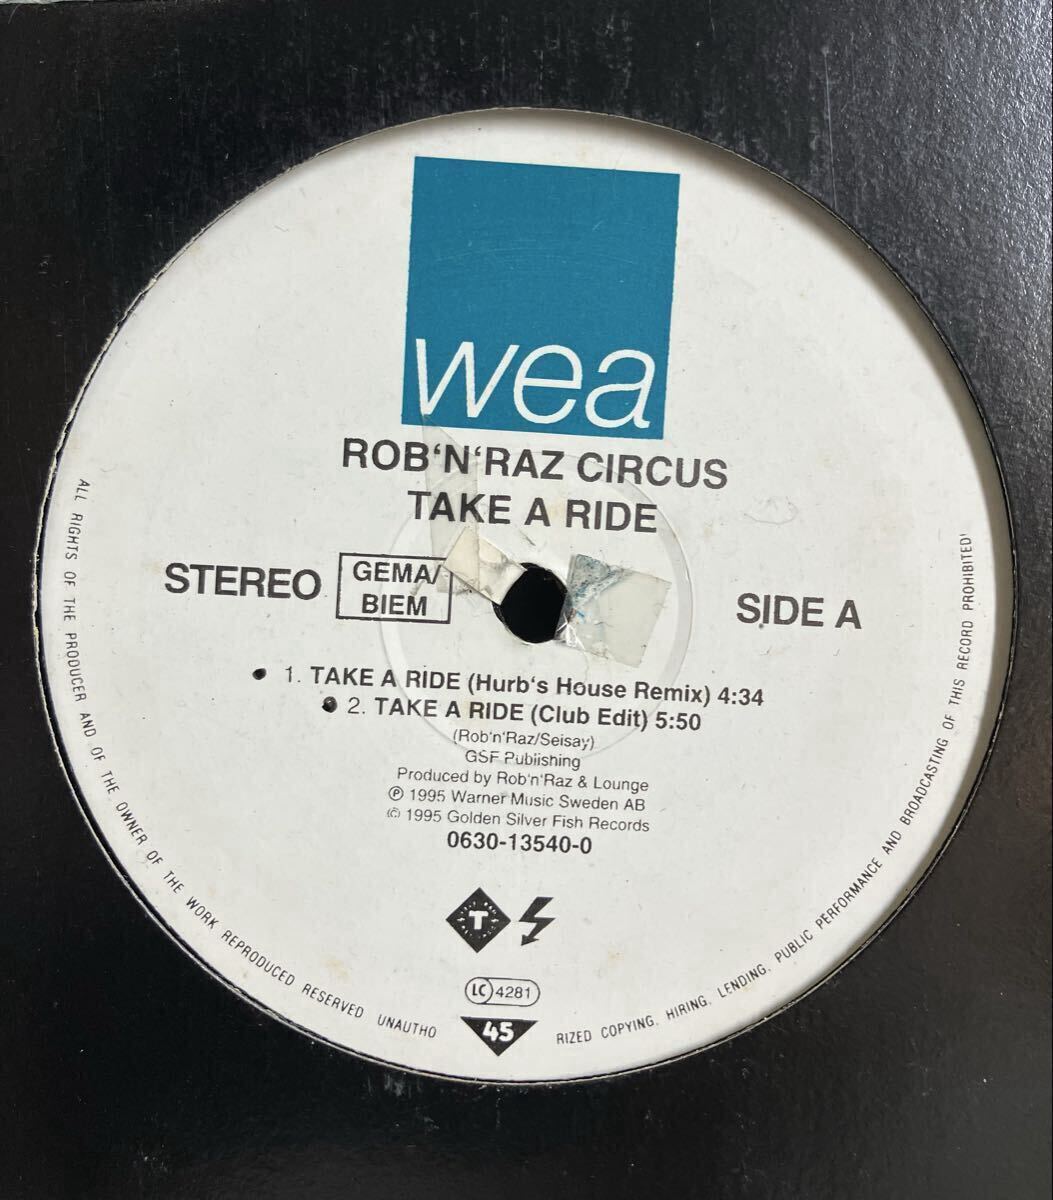 wea
ROB'N'RAZ CIRCUS
TAKE A RIDE
STEREO
GEMA/
BIEM
SIDE A
1. TAKE A RIDE (Hurb's House Remix) 4:34
2. TAKE A RIDE (Club Edit) 5:50
(Rob'n'Raz/Seisay)
GSF Publishing
Produced by Rob'n'Raz & Lounge
℗ 1995 Warner Music Sweden AB
© 1995 Golden Silver Fish Records
0630-13540-0
T
LC 4281
45
ALL RIGHTS OF THE PRODUCER AND OF THE OWNER OF THE WORK REPRODUCED RESERVED UNAUTHO RIZED COPYING, HIRING, LENDING, PUBLIC PERFORMANCE AND BROADCASTING OF THIS RECORD PROHIBITED!